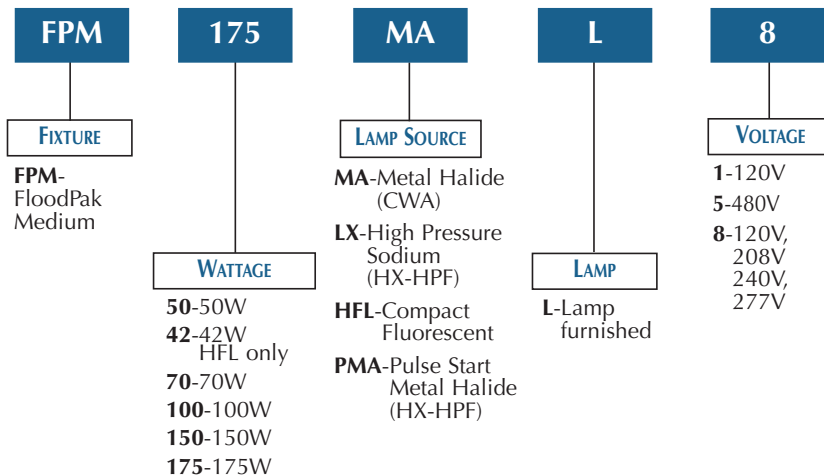 FPM 175 MA L 8
FIXTURE
FPM-
FloodPak
Medium
WATTAGE
50-50W
42-42W
HFL only
70-70W
100-100W
150-150W
175-175W
LAMP SOURCE
MA-Metal Halide
(CWA)
LX-High Pressure
Sodium
(HX-HPF)
HFL-Compact
Fluorescent
PMA-Pulse Start
Metal Halide
(HX-HPF)
LAMP
L-Lamp
furnished
VOLTAGE
1-120V
5-480V
8-120V,
208V
240V,
277V